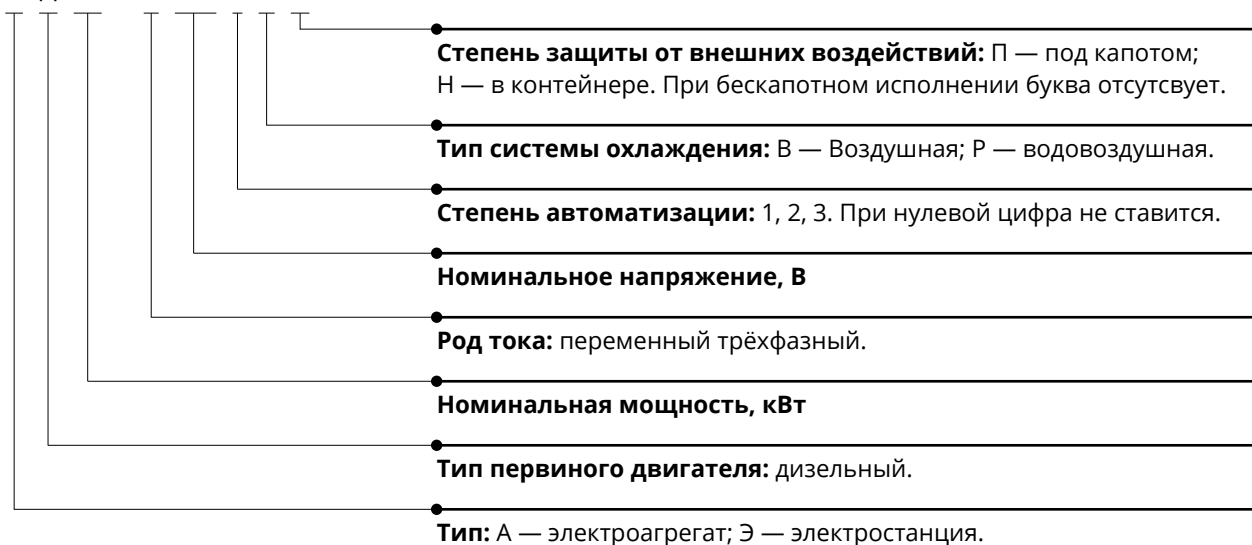 Степень защиты от внешних воздействий: П — под капотом;
Н — в контейнере. При бескапотном исполнении буква отсутсвует.
Тип системы охлаждения: В — Воздушная; Р — водовоздушная.
Степень автоматизации: 1, 2, 3. При нулевой цифра не ставится.
Номинальное напряжение, В
Род тока: переменный трёхфазный.
Номинальная мощность, кВт
Тип первиного двигателя: дизельный.
Тип: А — электроагрегат; Э — электростанция.